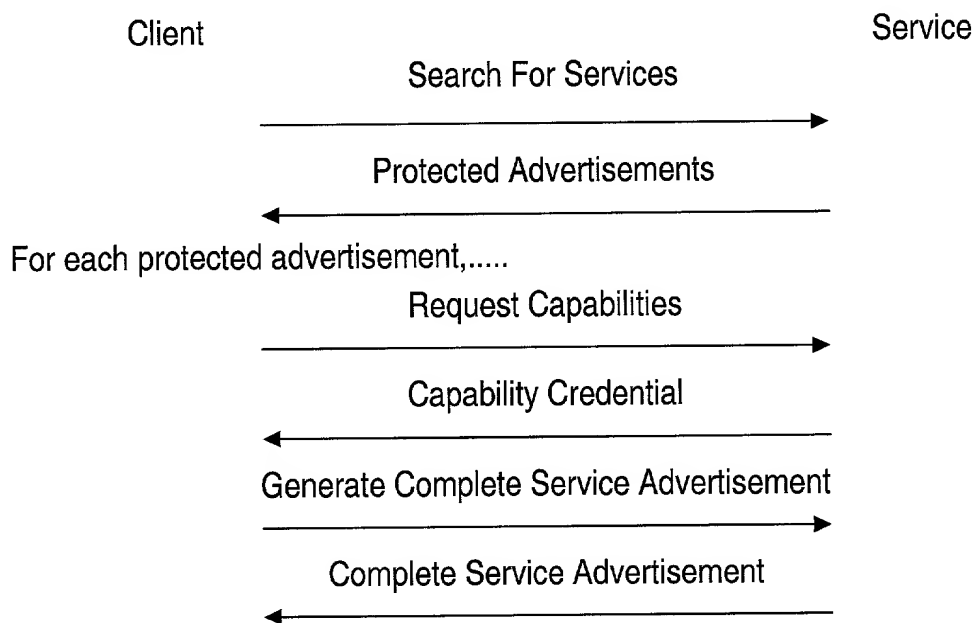 Client
Service
Search For Services
Protected Advertisements
For each protected advertisement,.....
Request Capabilities
Capability Credential
Generate Complete Service Advertisement
Complete Service Advertisement